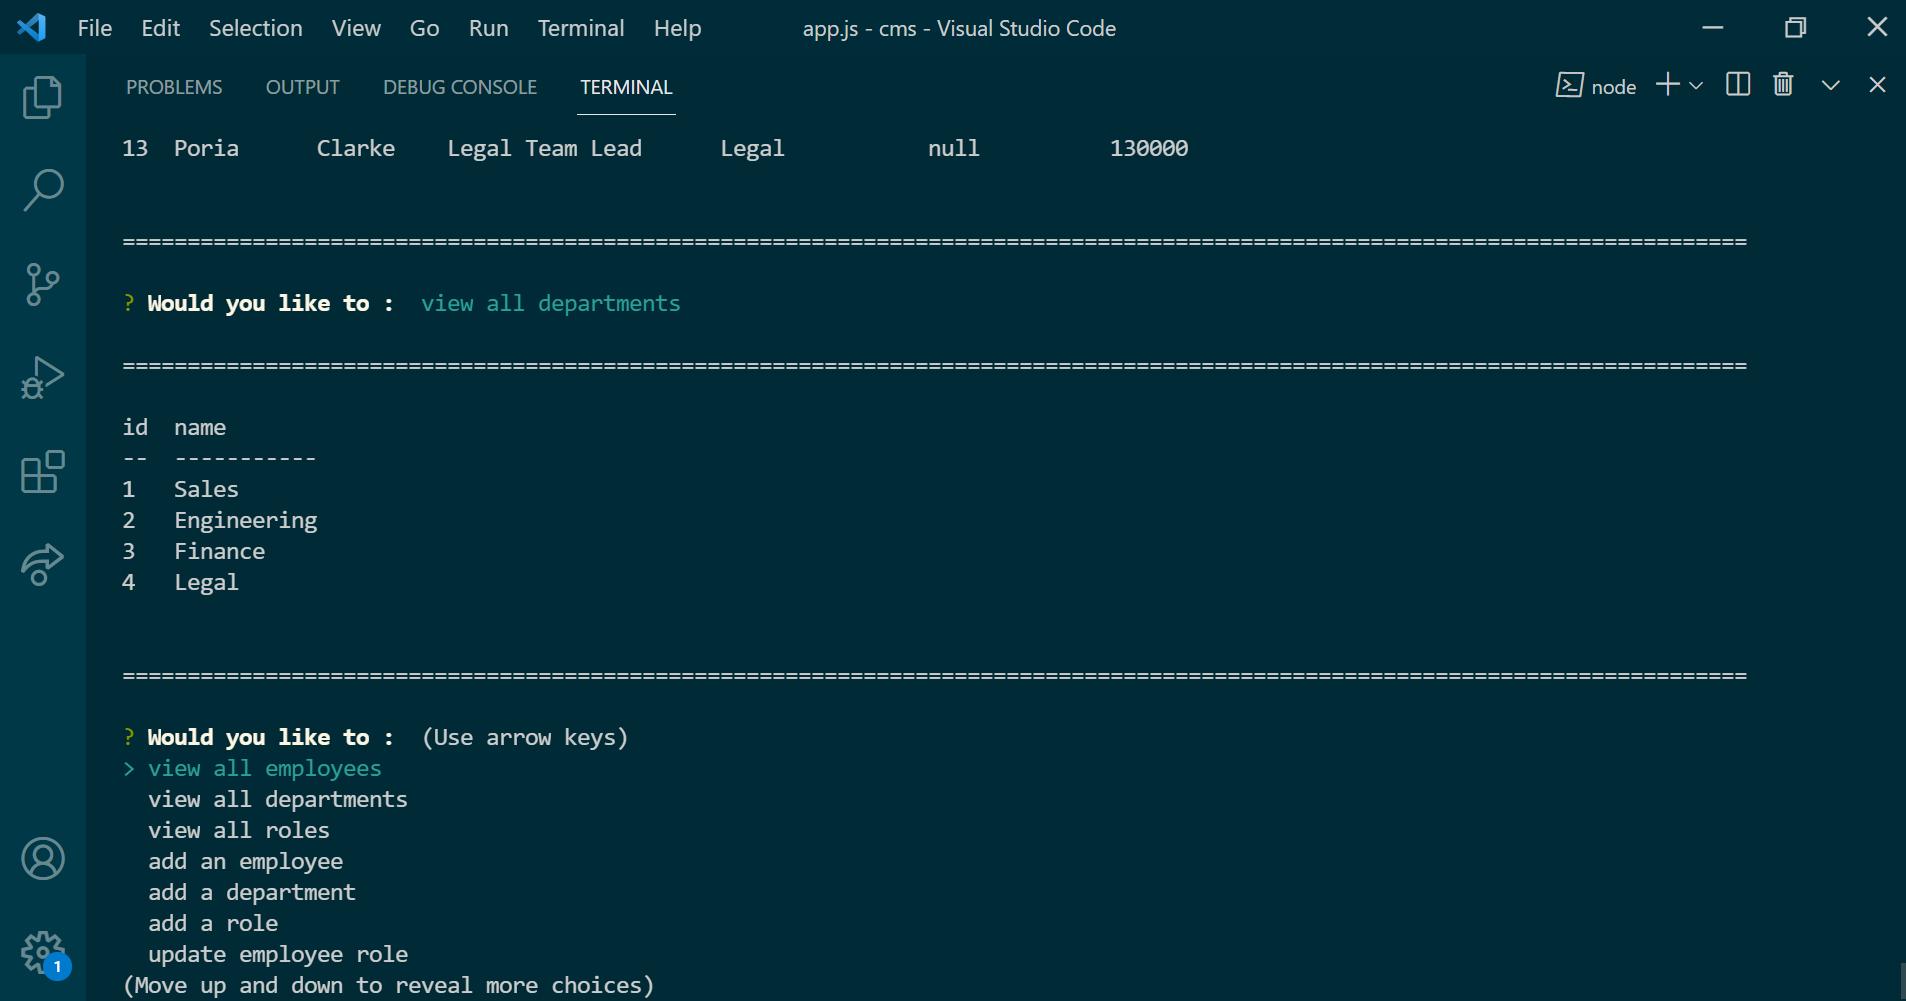 File Edit Selection View Go Run Terminal Help app.js - cms - Visual Studio Code
PROBLEMS OUTPUT DEBUG CONSOLE TERMINAL node
13 Poria Clarke Legal Team Lead Legal null 130000
=============================================================================================================================
? Would you like to : view all departments
=============================================================================================================================
id name
-- -----------
1 Sales
2 Engineering
3 Finance
4 Legal
=============================================================================================================================
? Would you like to : (Use arrow keys)
> view all employees
view all departments
view all roles
add an employee
add a department
add a role
update employee role
(Move up and down to reveal more choices)
1